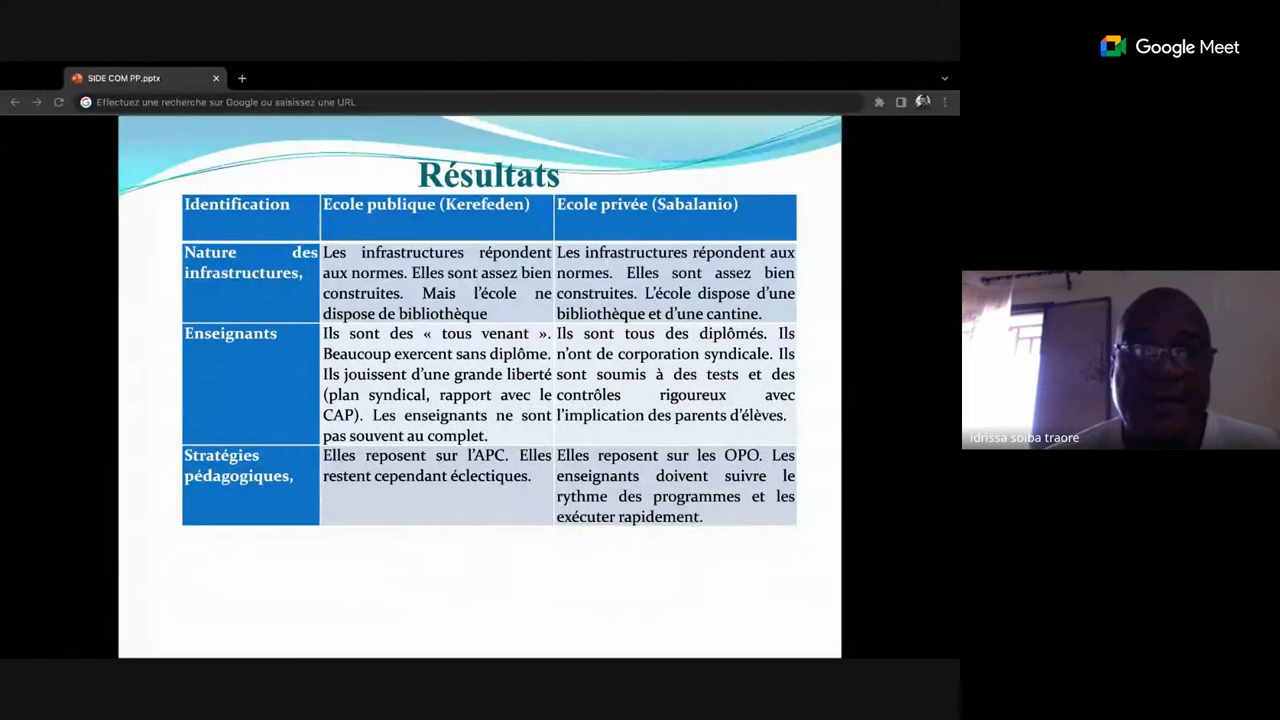 Google Meet
SIDE COM PP.pptx
Effectuez une recherche sur Google ou saisissez une URL
Résultats
Identification
Ecole publique (Kerefeden)
Ecole privée (Sabalanio)
Nature des
infrastructures,
Les infrastructures répondent
aux normes. Elles sont assez bien
construites. Mais l'école ne
dispose de bibliothèque
Les infrastructures répondent aux
normes. Elles sont assez bien
construites. L'école dispose d'une
bibliothèque et d'une cantine.
Enseignants
Ils sont des « tous venant ».
Beaucoup exercent sans diplôme.
Ils jouissent d'une grande liberté
(plan syndical, rapport avec le
CAP). Les enseignants ne sont
pas souvent au complet.
Ils sont tous des diplômés. Ils
n'ont de corporation syndicale. Ils
sont soumis à des tests et des
contrôles rigoureux avec
l'implication des parents d'élèves.
Stratégies
pédagogiques,
Elles reposent sur l'APC. Elles
restent cependant éclectiques.
Elles reposent sur les OPO. Les
enseignants doivent suivre le
rythme des programmes et les
exécuter rapidement.
idrissa soiba traore